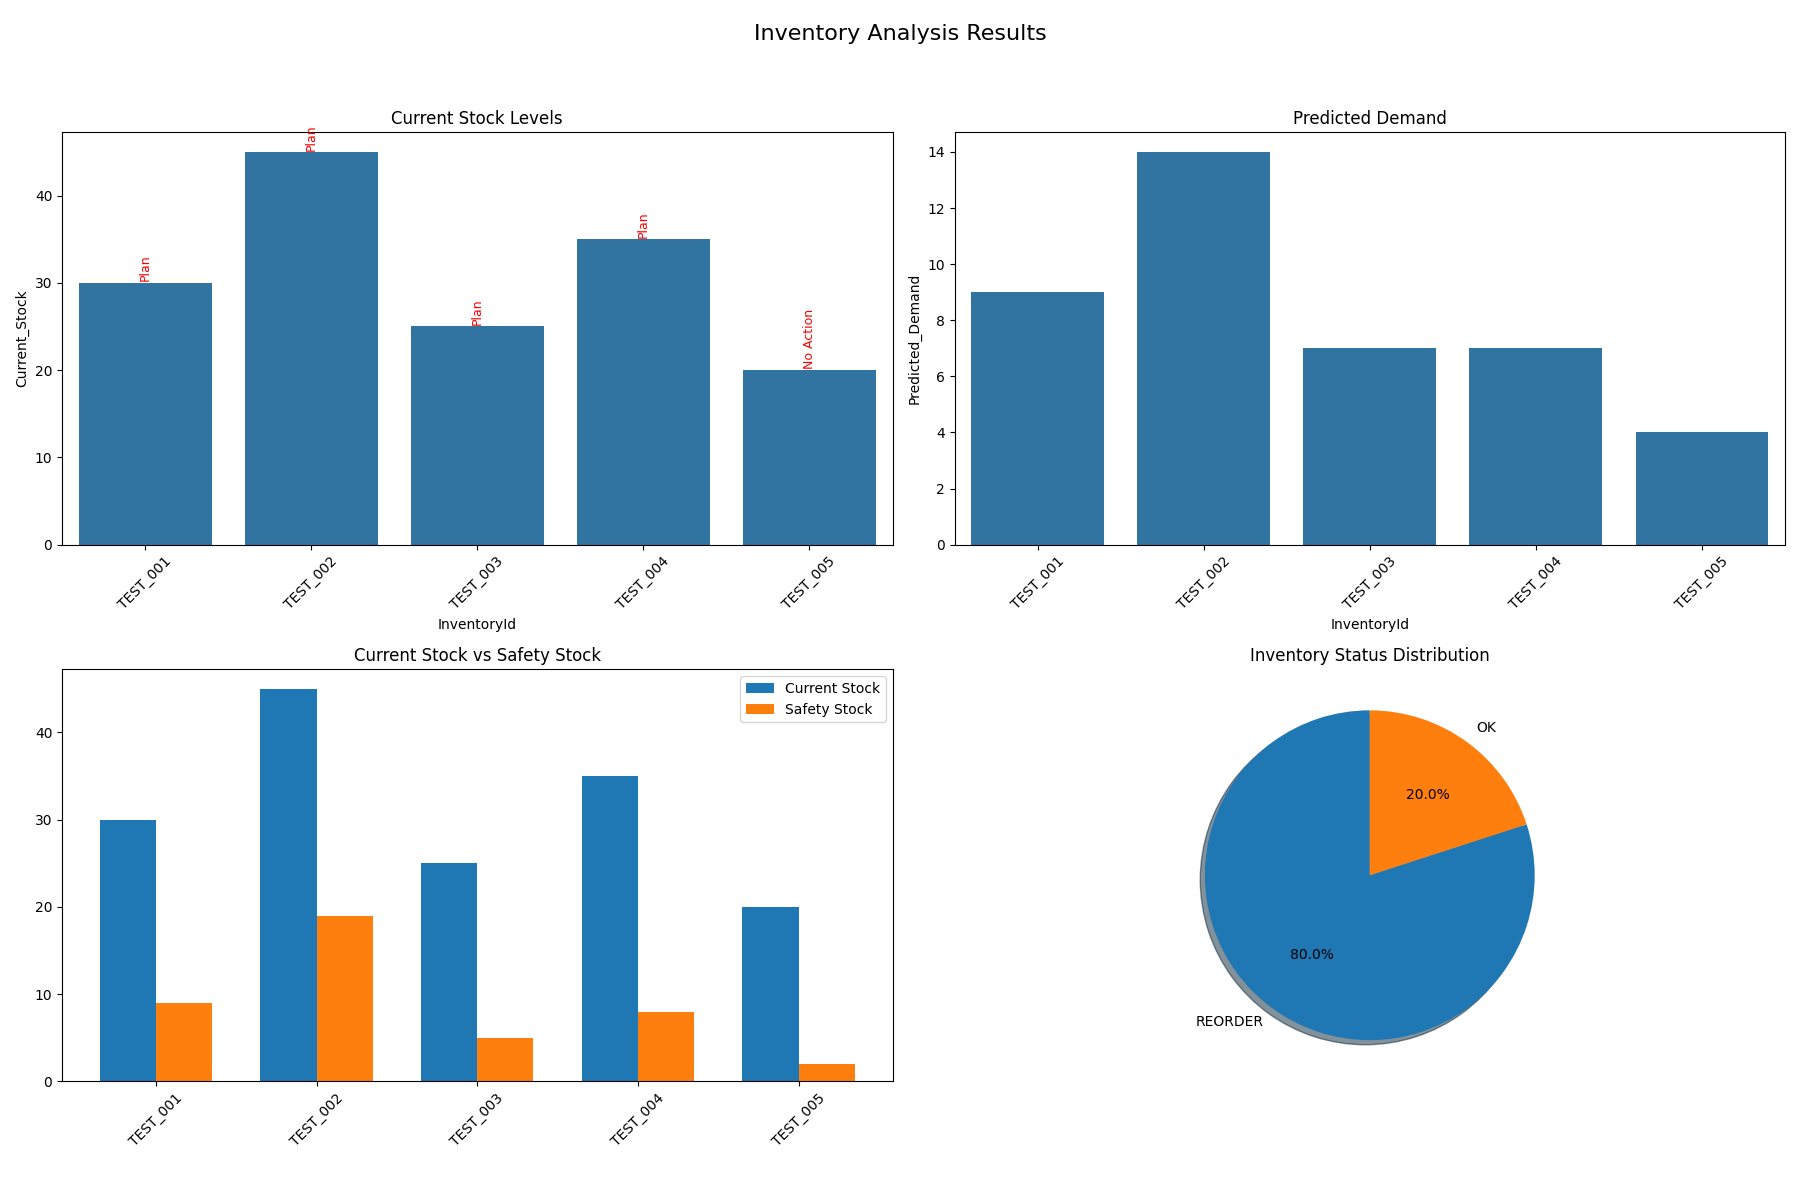 Inventory Analysis Results
Current Stock Levels
Current_Stock
40
30
20
10
0
Plan
Plan
Plan
Plan
No Action
TEST_001
TEST_002
TEST_003
TEST_004
TEST_005
InventoryId
Predicted Demand
Predicted_Demand
14
12
10
8
6
4
2
0
TEST_001
TEST_002
TEST_003
TEST_004
TEST_005
InventoryId
Current Stock vs Safety Stock
Current Stock
Safety Stock
40
30
20
10
0
TEST_001
TEST_002
TEST_003
TEST_004
TEST_005
Inventory Status Distribution
OK
20.0%
80.0%
REORDER